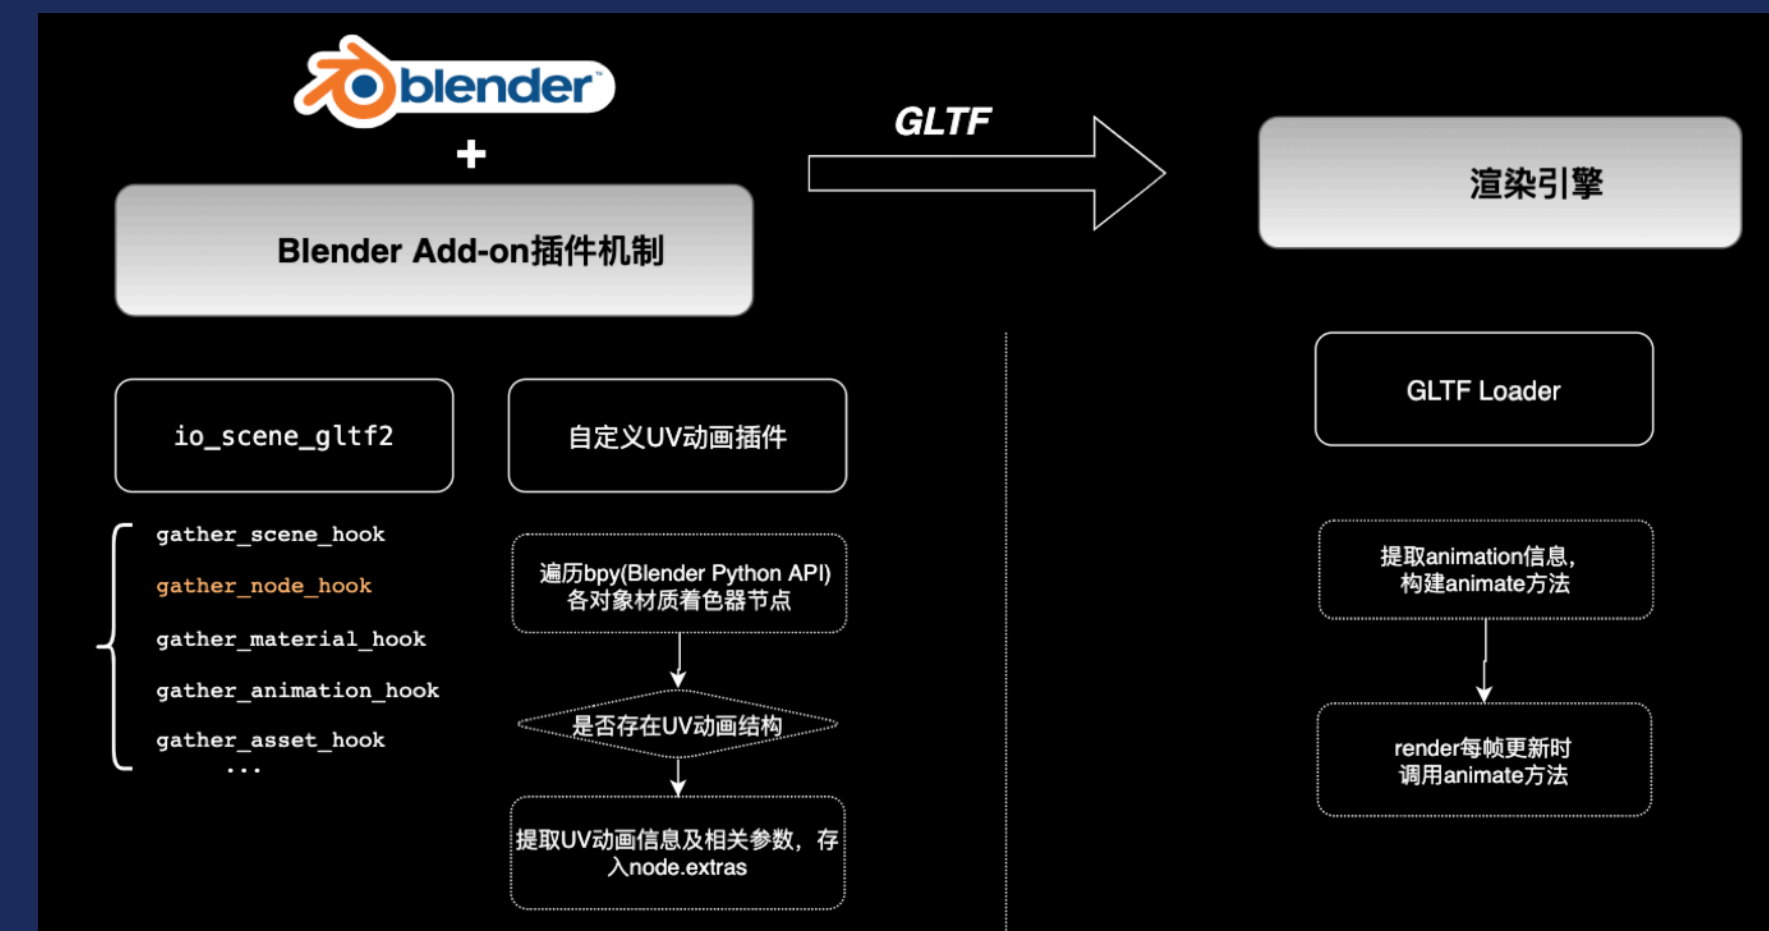 blender™
+
GLTF
渲染引擎
Blender Add-on插件机制
io_scene_gltf2
自定义UV动画插件
GLTF Loader
gather_scene_hook
gather_node_hook
gather_material_hook
gather_animation_hook
gather_asset_hook
...
遍历bpy(Blender Python API)
各对象材质着色器节点
是否存在UV动画结构
提取UV动画信息及相关参数，存
入node.extras
提取animation信息，
构建animate方法
render每帧更新时
调用animate方法